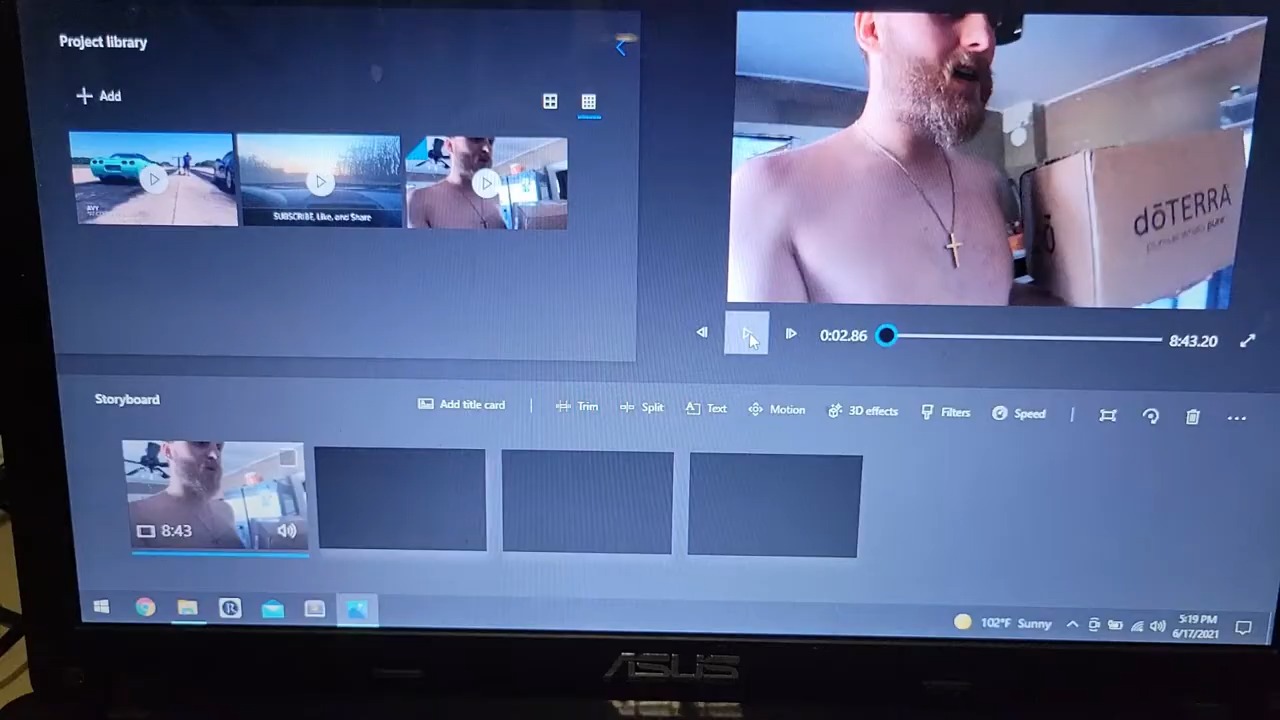 Project library
+ Add
SUBSCRIBE, Like, and Share
dōTERRA
pure
0:02.86
8:43.20
Storyboard
Add title card
Trim
Split
Text
Motion
3D effects
Filters
Speed
8:43
102°F Sunny
5:19 PM
6/17/2021
ASUS